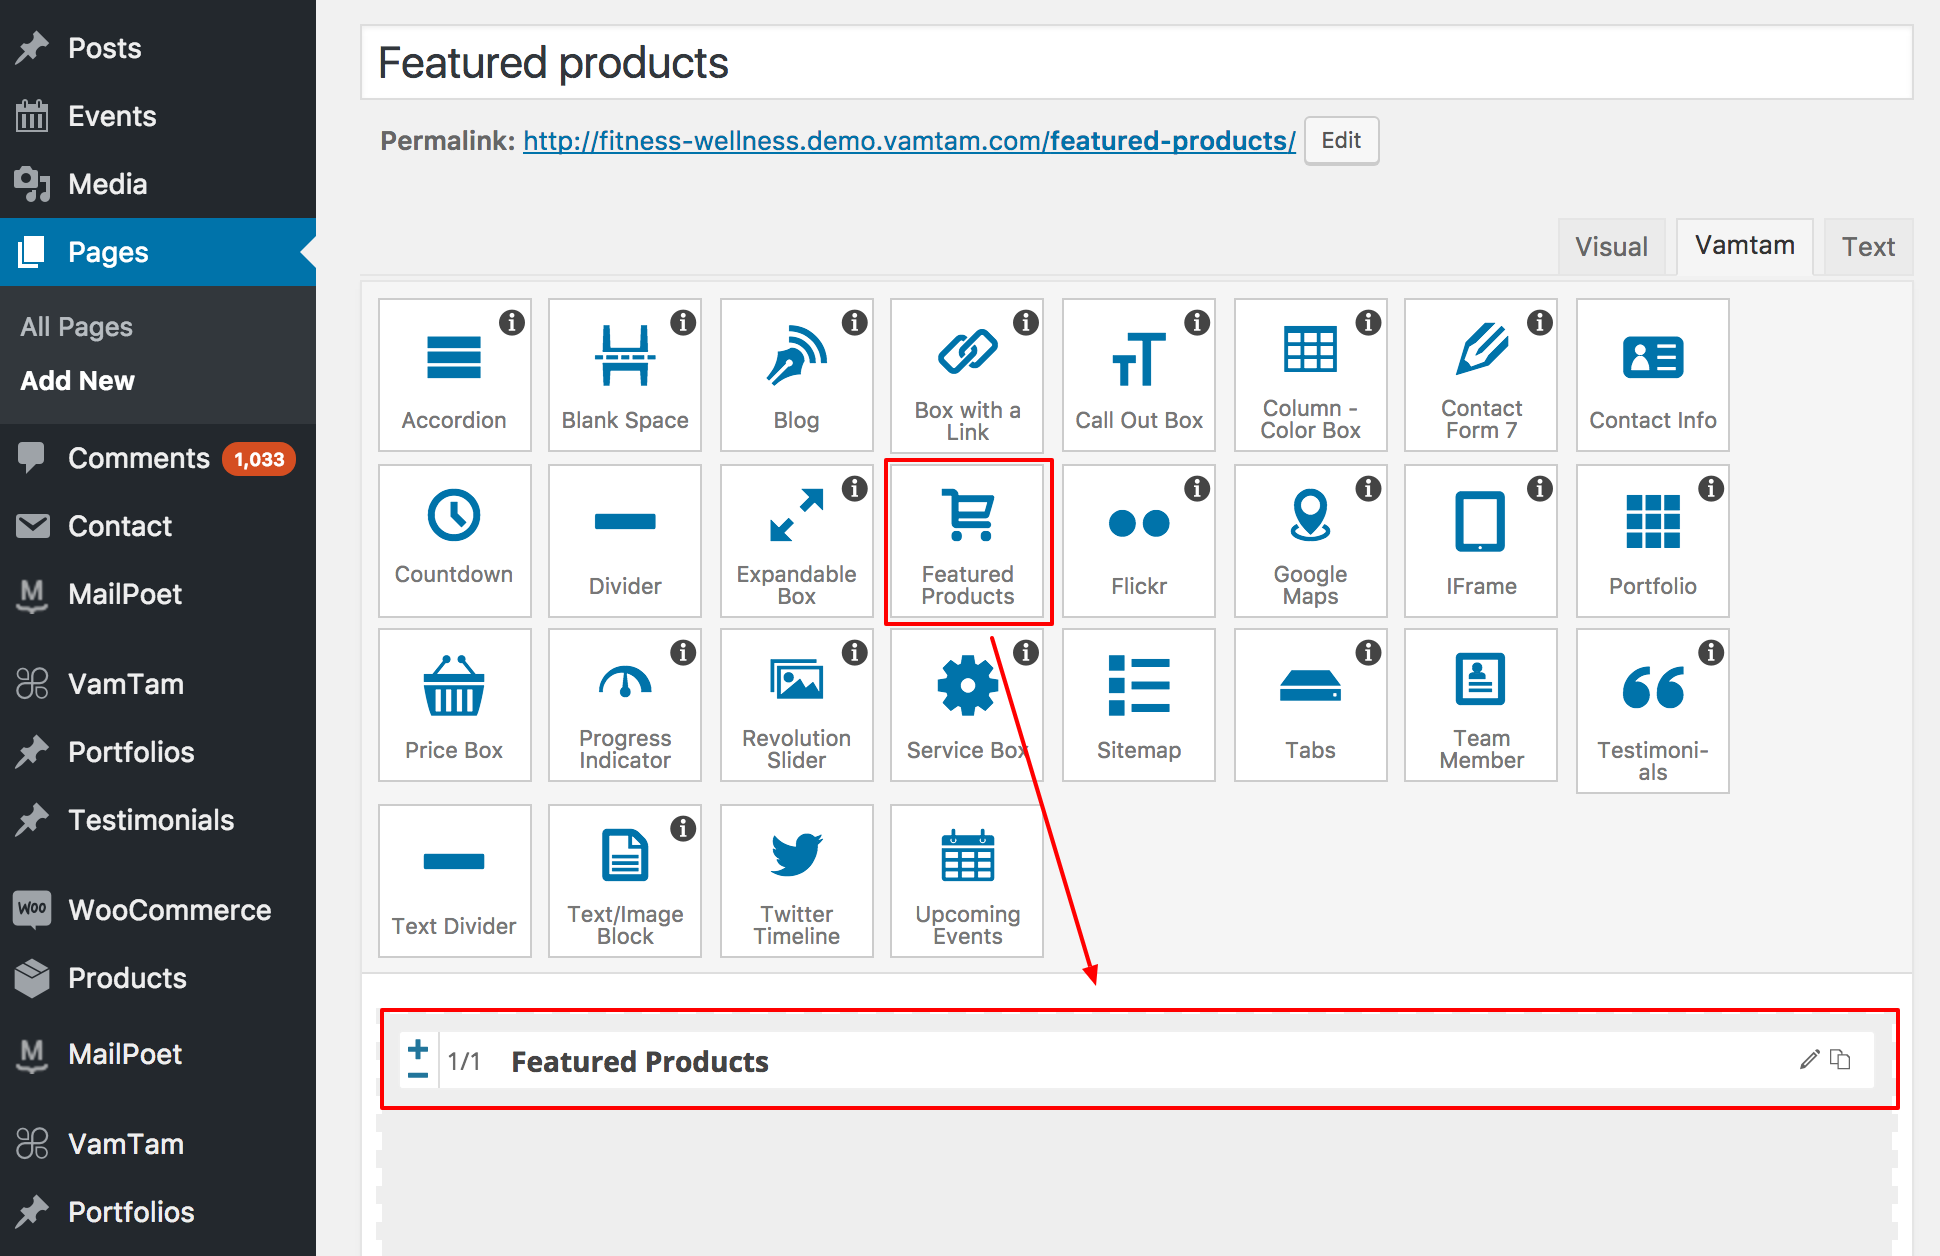 Posts
Events
Media
Pages
All Pages
Add New
Comments 1,033
Contact
MailPoet
VamTam
Portfolios
Testimonials
WOO WooCommerce
Products
MailPoet
VamTam
Portfolios
Featured products
Permalink: http://fitness-wellness.demo.vamtam.com/featured-products/ Edit
Visual Vamtam Text
Accordion
Blank Space
Blog
Box with a
Link
Call Out Box
Column -
Color Box
Contact
Form 7
Contact Info
Countdown
Divider
Expandable
Box
Featured
Products
Flickr
Google
Maps
IFrame
Portfolio
Price Box
Progress
Indicator
Revolution
Slider
Service Box
Sitemap
Tabs
Team
Member
Testimoni-
als
Text Divider
Text/Image
Block
Twitter
Timeline
Upcoming
Events
1/1 Featured Products